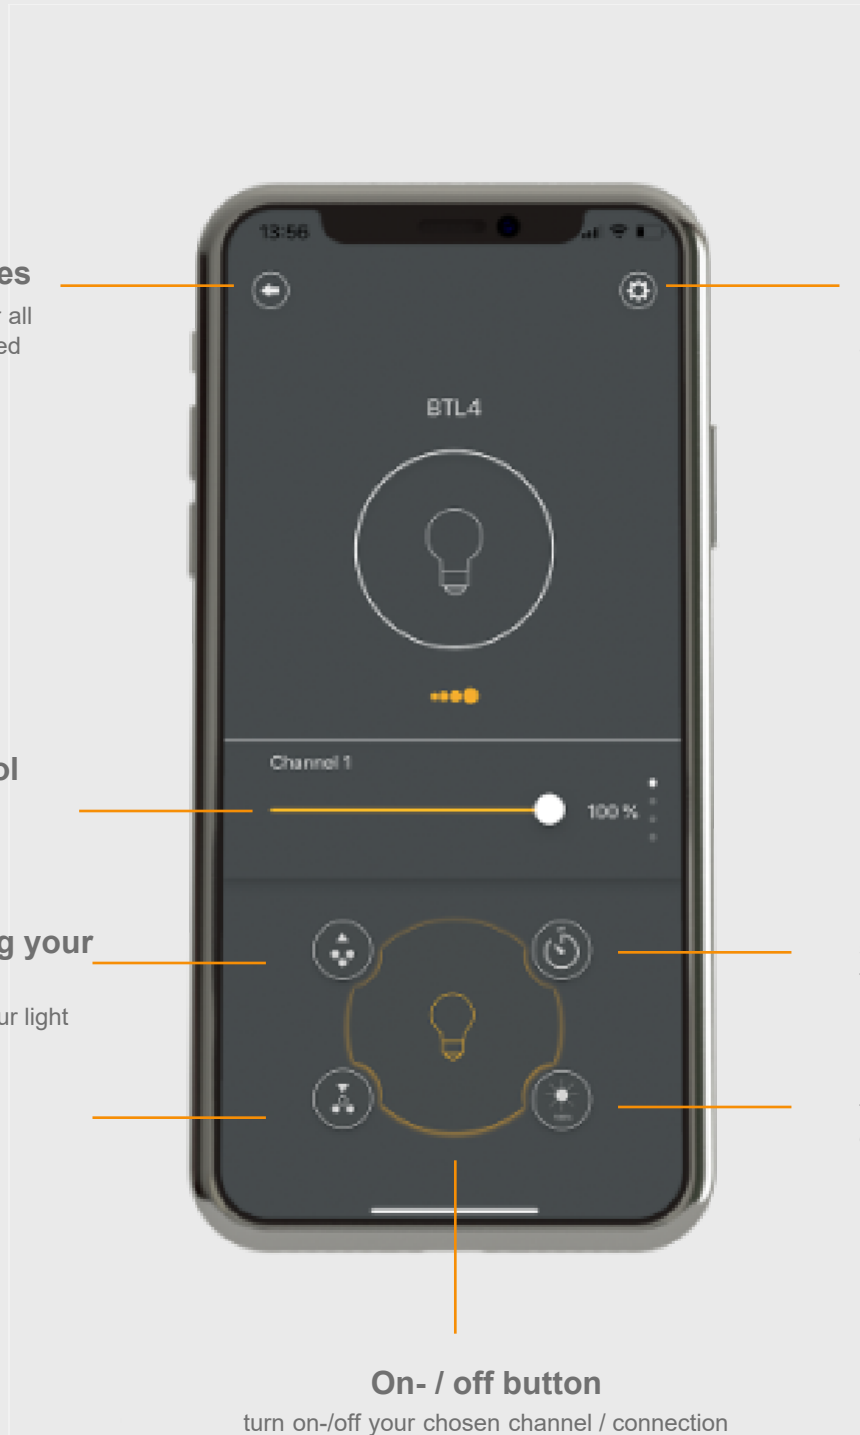 13:56
es
all
ed
BTL4
ol
Channel 1
100 %
g your
ur light
On- / off button
turn on-/off your chosen channel / connection